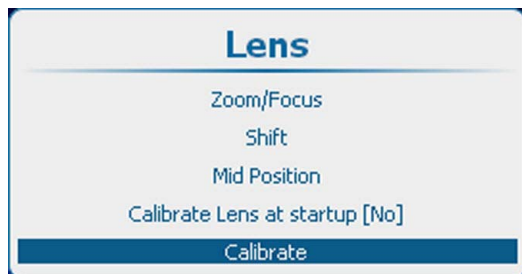 Lens
Zoom/Focus
Shift
Mid Position
Calibrate Lens at startup [No]
Calibrate